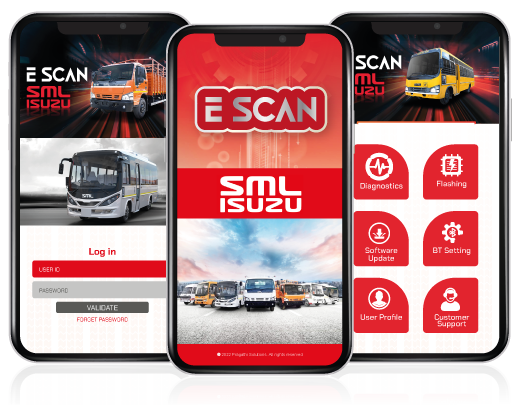 E SCAN
SML
ISUZU
SML
Log in
USER ID
PASSWORD
VALIDATE
FORGET PASSWORD
E SCAN
SML
ISUZU
© 2022 Pragathi Solutions. All rights reserved
E SCAN
SML
ISUZU
Diagnostics
Flashing
Software
Update
BT Setting
User Profile
Customer
Support